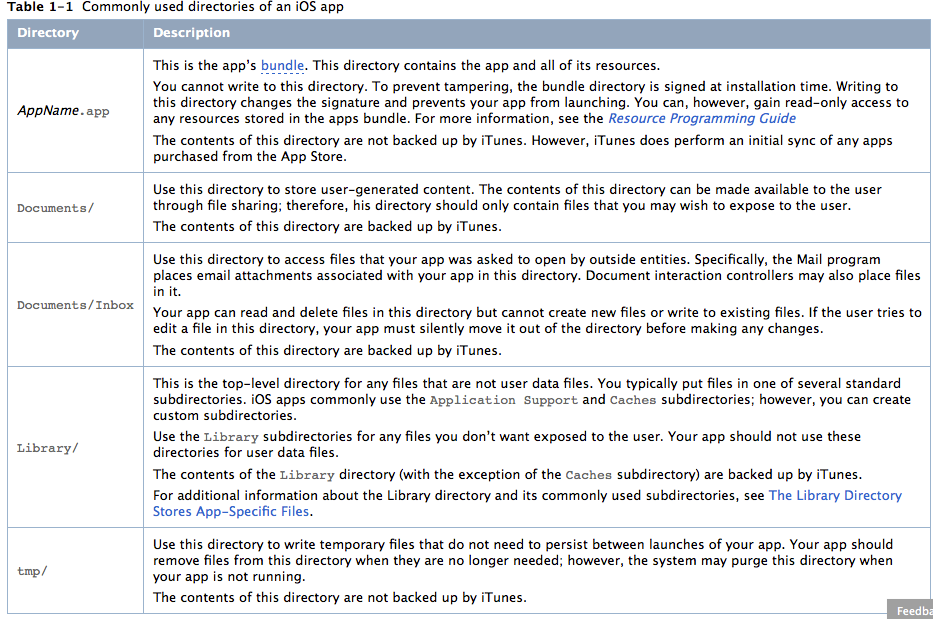 Table 1-1 Commonly used directories of an iOS app
Directory
Description
AppName.app
This is the app's bundle. This directory contains the app and all of its resources.
You cannot write to this directory. To prevent tampering, the bundle directory is signed at installation time. Writing to
this directory changes the signature and prevents your app from launching. You can, however, gain read-only access to
any resources stored in the apps bundle. For more information, see the Resource Programming Guide
The contents of this directory are not backed up by iTunes. However, iTunes does perform an initial sync of any apps
purchased from the App Store.
Documents/
Use this directory to store user-generated content. The contents of this directory can be made available to the user
through file sharing; therefore, his directory should only contain files that you may wish to expose to the user.
The contents of this directory are backed up by iTunes.
Documents/Inbox
Use this directory to access files that your app was asked to open by outside entities. Specifically, the Mail program
places email attachments associated with your app in this directory. Document interaction controllers may also place files
in it.
Your app can read and delete files in this directory but cannot create new files or write to existing files. If the user tries to
edit a file in this directory, your app must silently move it out of the directory before making any changes.
The contents of this directory are backed up by iTunes.
Library/
This is the top-level directory for any files that are not user data files. You typically put files in one of several standard
subdirectories. iOS apps commonly use the Application Support and Caches subdirectories; however, you can create
custom subdirectories.
Use the Library subdirectories for any files you don't want exposed to the user. Your app should not use these
directories for user data files.
The contents of the Library directory (with the exception of the Caches subdirectory) are backed up by iTunes.
For additional information about the Library directory and its commonly used subdirectories, see The Library Directory
Stores App-Specific Files.
tmp/
Use this directory to write temporary files that do not need to persist between launches of your app. Your app should
remove files from this directory when they are no longer needed; however, the system may purge this directory when
your app is not running.
The contents of this directory are not backed up by iTunes.
Feedba